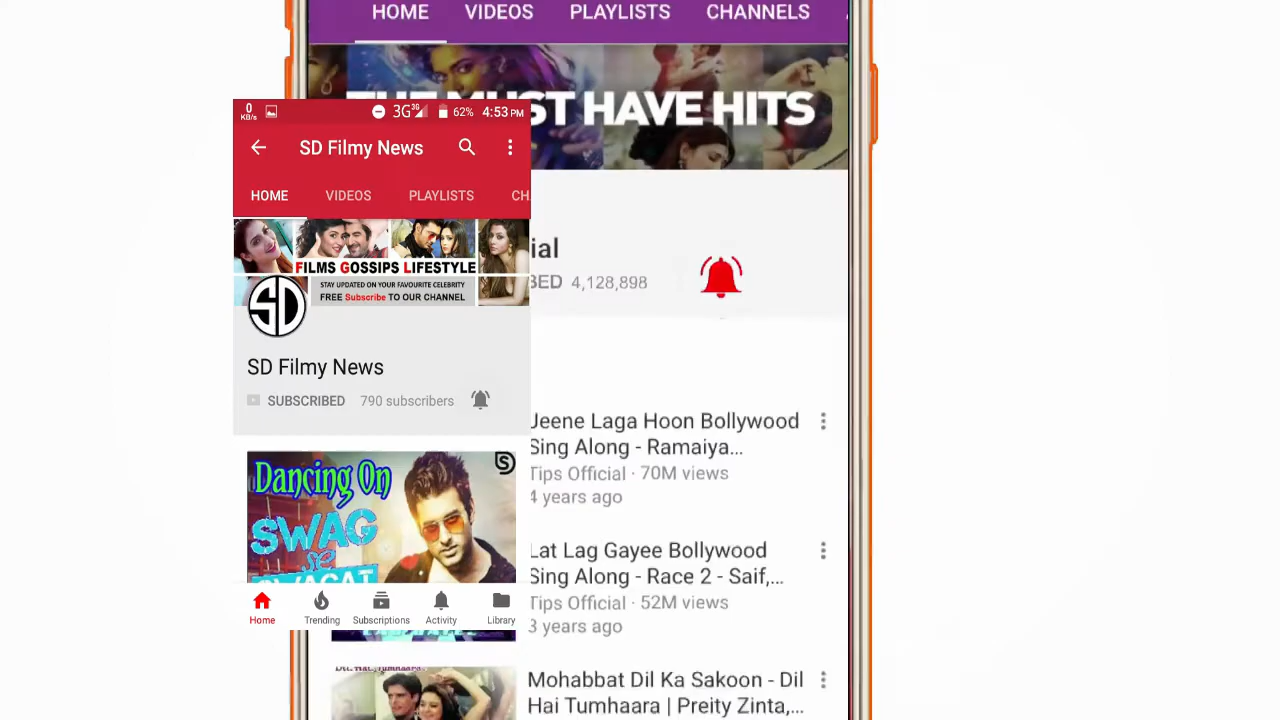 HOME VIDEOS PLAYLISTS CHANNELS
MUST HAVE HITS
0
KB/s
3G 3G 62% 4:53 PM
SD Filmy News
HOME VIDEOS PLAYLISTS CH
FILMS GOSSIPS LIFESTYLE
STAY UPDATED ON YOUR FAVOURITE CELEBRITY
FREE Subscribe TO OUR CHANNEL
SD
SD Filmy News
SUBSCRIBED 790 subscribers
ial
BED 4,128,898
Dancing On
SWAG
se
SWAGAT
Home Trending Subscriptions Activity Library
Jeene Laga Hoon Bollywood
Sing Along - Ramaiya...
Tips Official · 70M views
4 years ago
Lat Lag Gayee Bollywood
Sing Along - Race 2 - Saif,...
Tips Official · 52M views
3 years ago
Mohabbat Dil Ka Sakoon - Dil
Hai Tumhaara | Preity Zinta,...